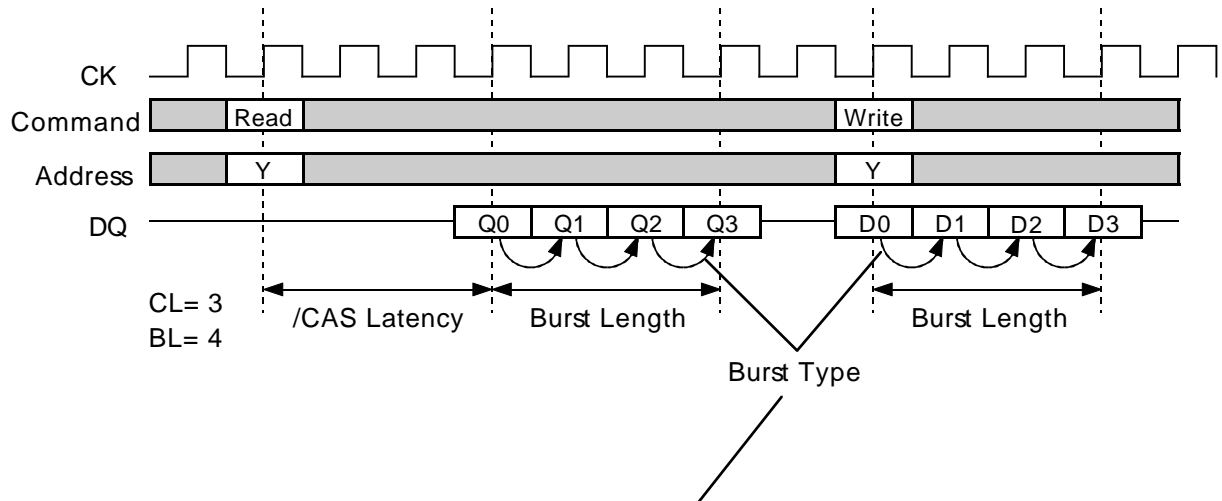 CK
Command Read Write
Address Y Y
DQ Q0 Q1 Q2 Q3 D0 D1 D2 D3
CL= 3 /CAS Latency Burst Length Burst Length
BL= 4
Burst Type